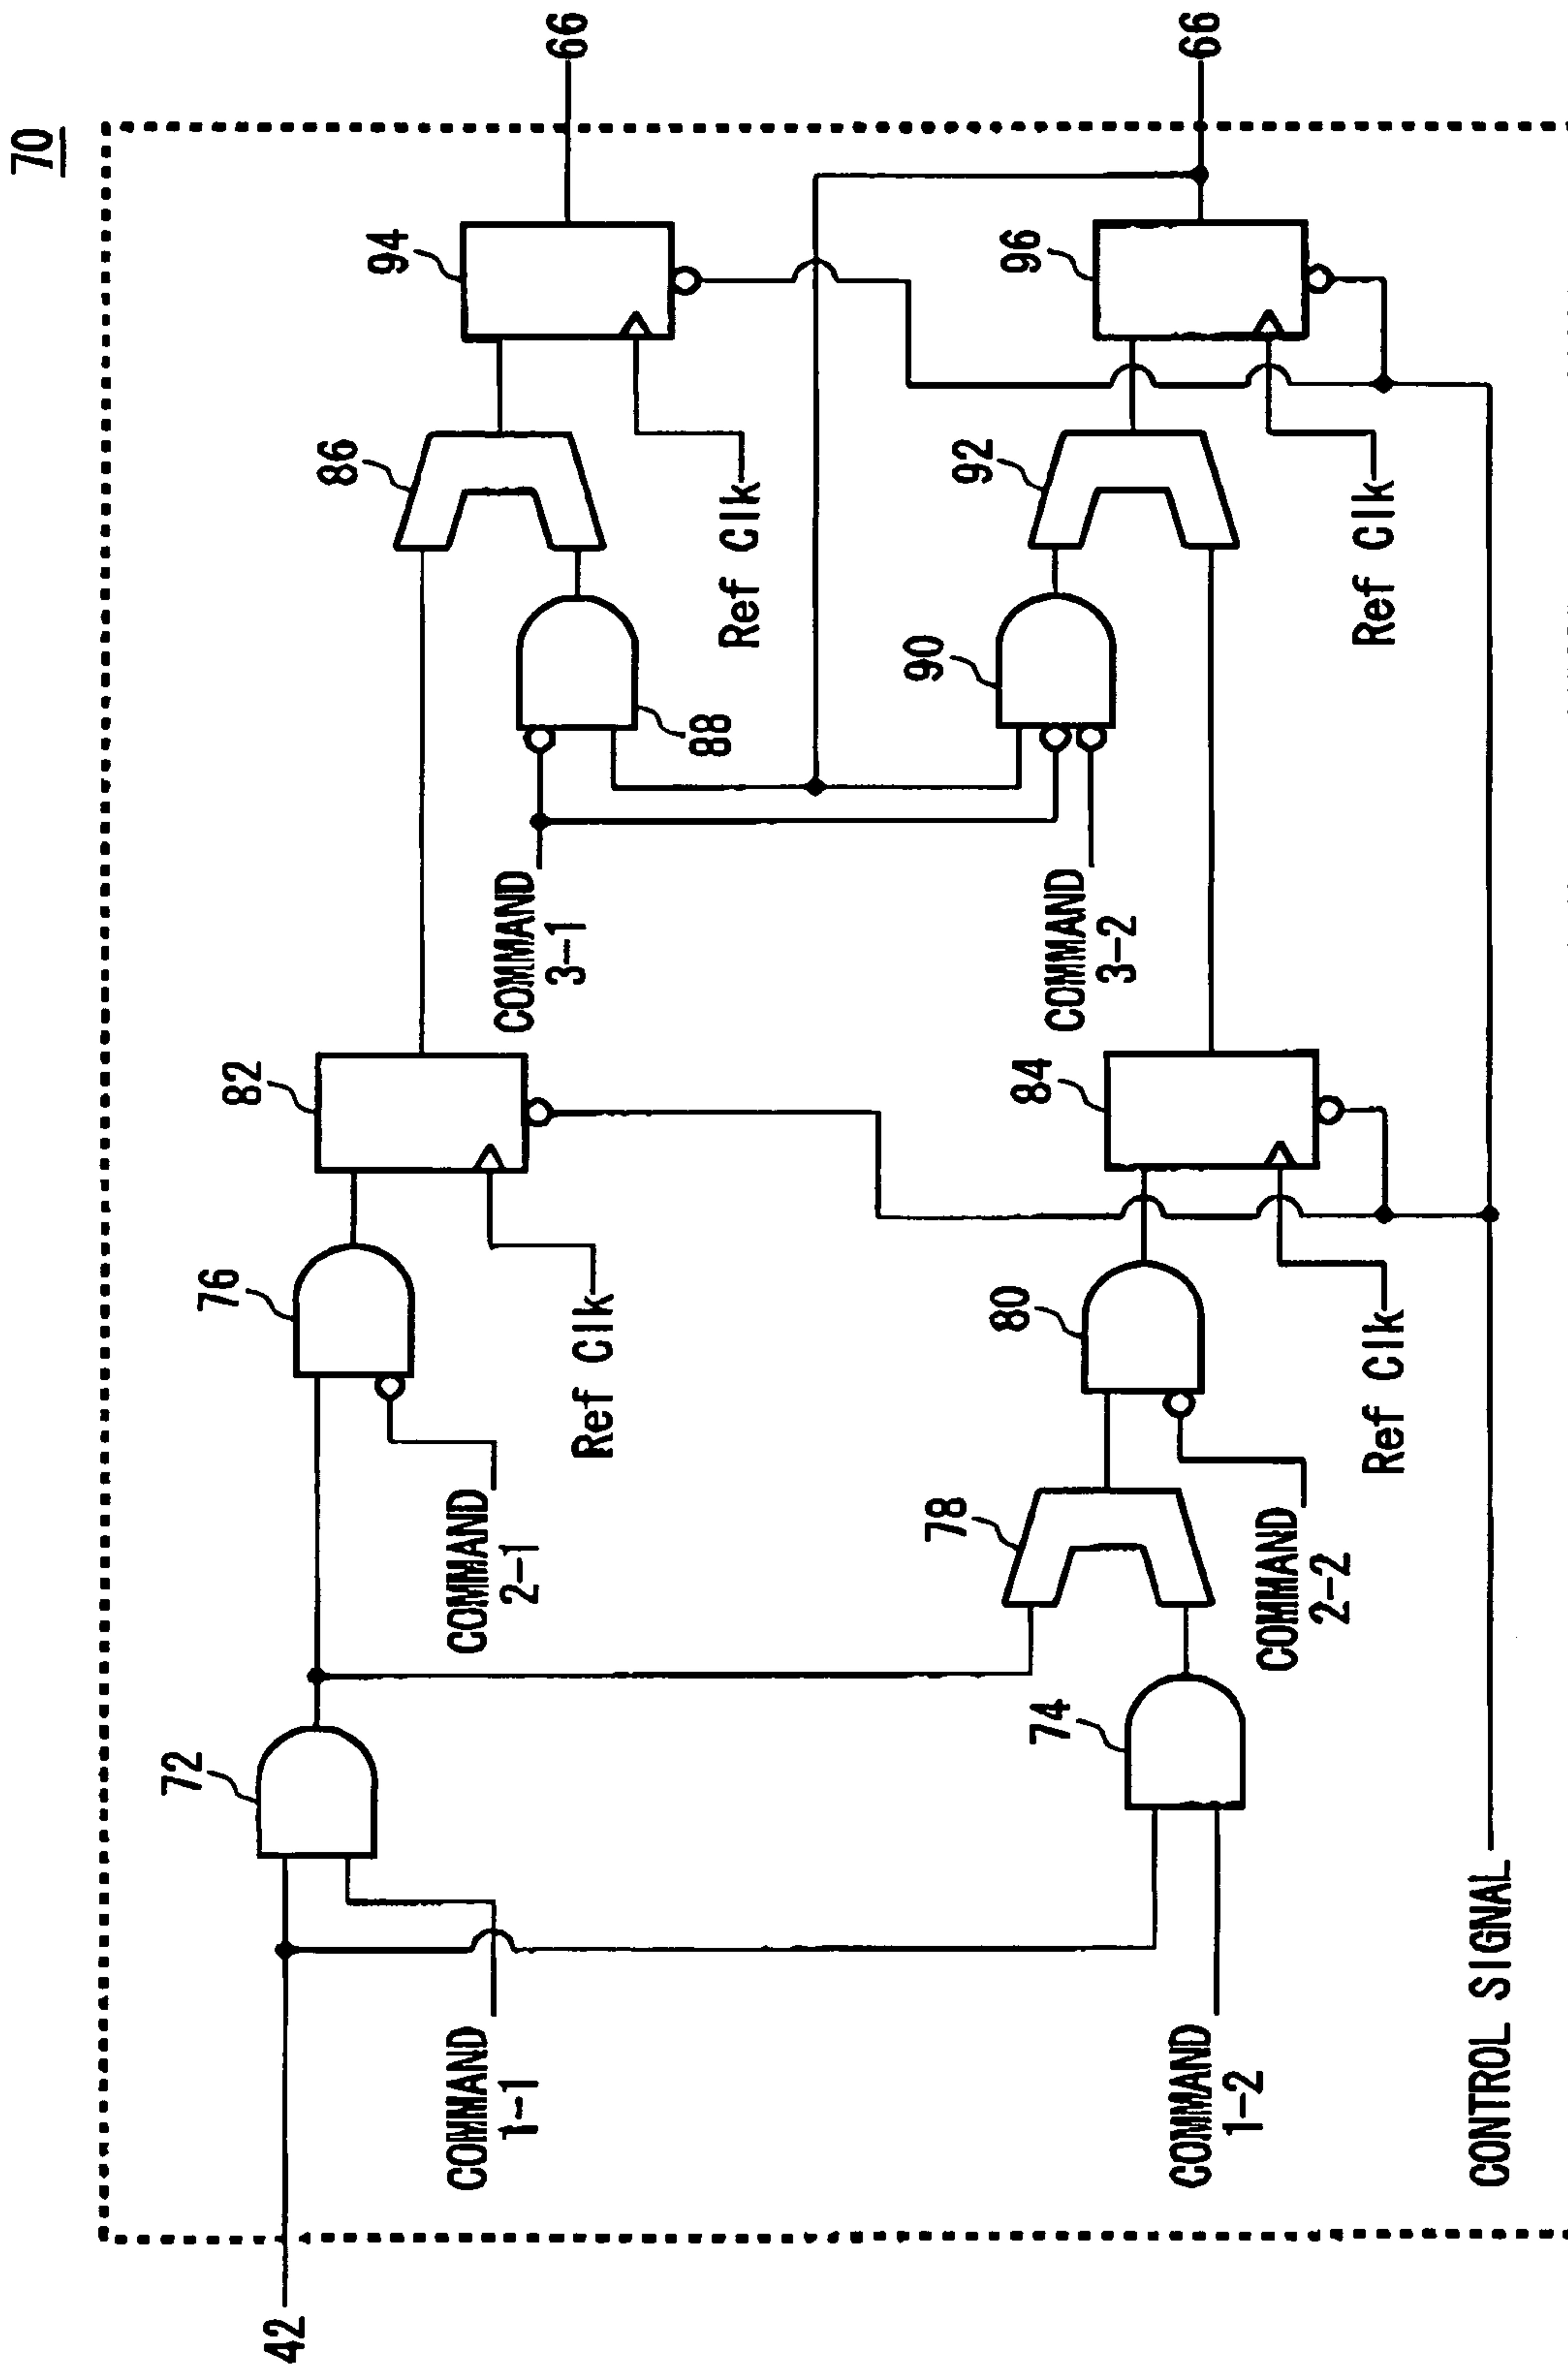 70
42
72
COMMAND
1-1
76
COMMAND
2-1
82
Ref Clk
86
COMMAND
3-1
88
94
Ref Clk
66
74
COMMAND
1-2
78
80
COMMAND
2-2
84
Ref Clk
90
COMMAND
3-2
92
96
Ref Clk
66
CONTROL SIGNAL